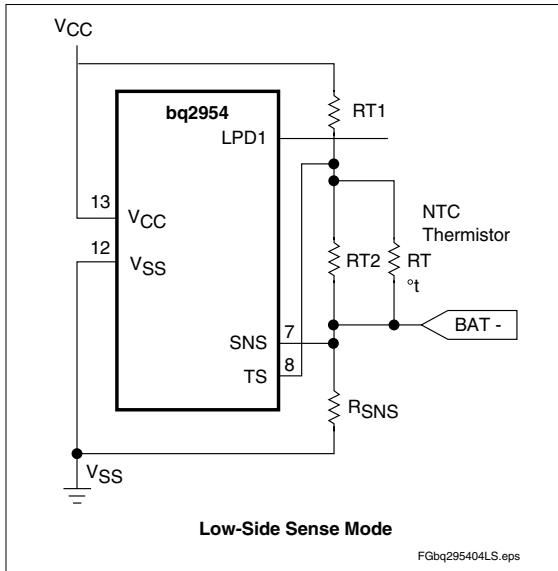 VCC
bq2954
RT1
LPD1
NTC
Thermistor
13
VCC
12
VSS
RT2
RT
°t
BAT -
SNS
7
TS
8
RSNS
VSS
Low-Side Sense Mode
FGbq295404LS.eps